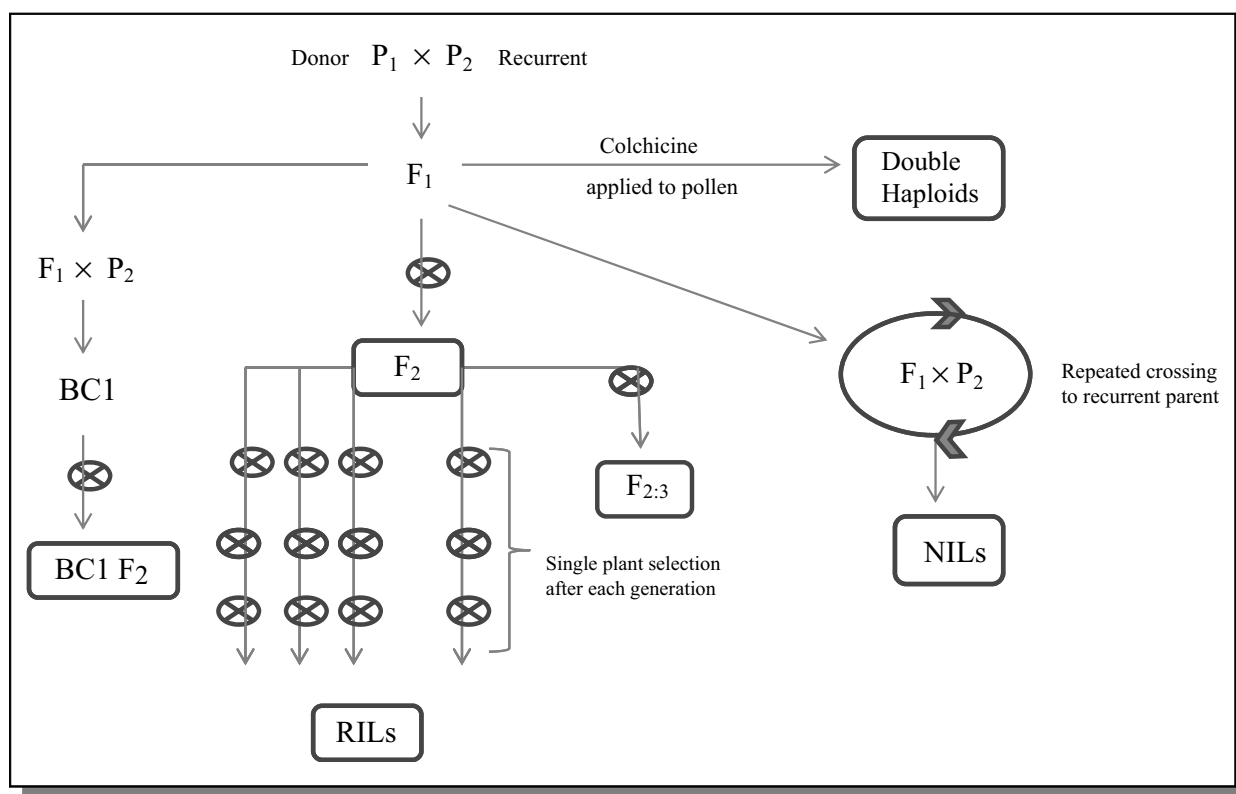 Donor P₁ × P₂ Recurrent
F₁
Colchicine
applied to pollen
Double
Haploids
F₁ × P₂
BC1
BC1 F₂
F₂
F₂:₃
Single plant selection
after each generation
RILs
F₁ × P₂
Repeated crossing
to recurrent parent
NILs